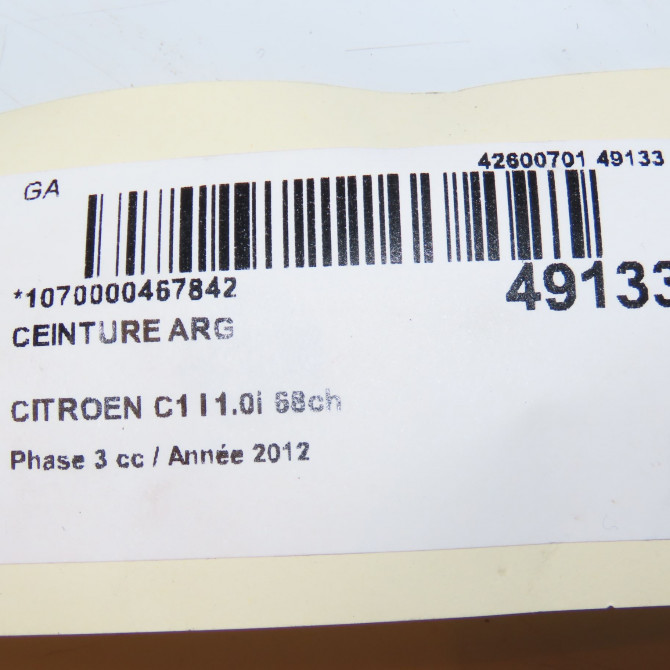 42600701 49133
GA
*1070000467842
49133
CEINTURE ARG
CITROEN C1 I 1.0i 68ch
Phase 3 cc / Année 2012